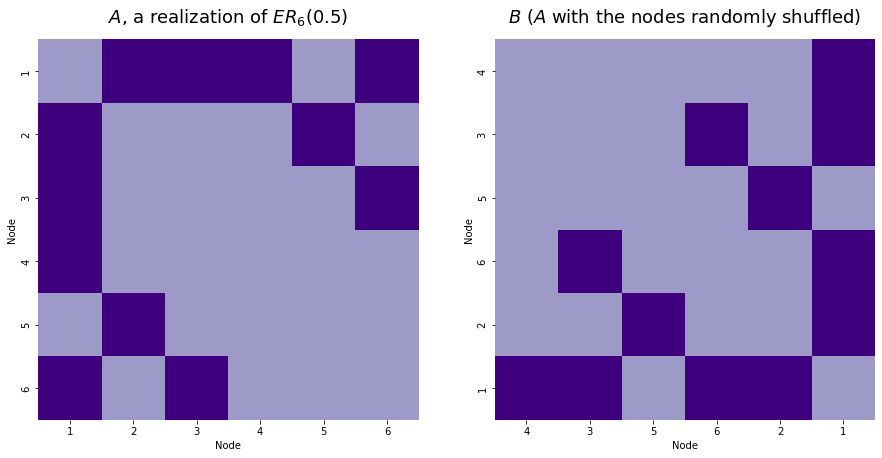 A, a realization of ER₆(0.5)
1
2
3
4
5
6
Node
1 2 3 4 5 6
Node
B (A with the nodes randomly shuffled)
4
3
5
6
2
1
Node
4 3 5 6 2 1
Node